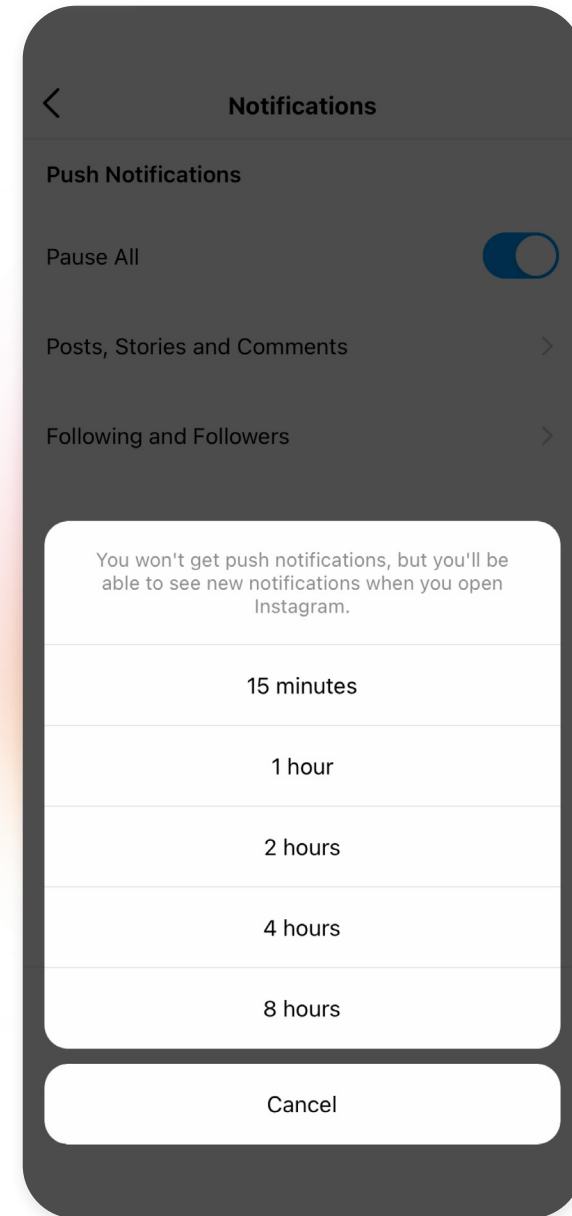 Notifications
Push Notifications
Pause All
Posts, Stories and Comments
Following and Followers
You won't get push notifications, but you'll be
able to see new notifications when you open
Instagram.
15 minutes
1 hour
2 hours
4 hours
8 hours
Cancel